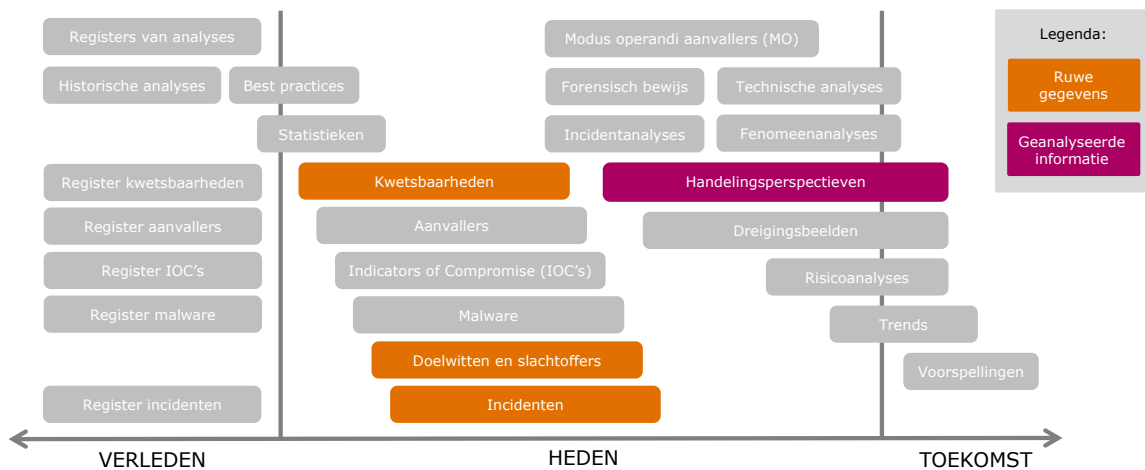 Registers van analyses
Modus operandi aanvallers (MO)
Legenda:
Historische analyses
Best practices
Forensisch bewijs
Technische analyses
Ruwe
gegevens
Statistieken
Incidentanalyses
Fenomeenanalyses
Geanalyseerde
informatie
Register kwetsbaarheden
Kwetsbaarheden
Handelingsperspectieven
Register aanvallers
Aanvallers
Dreigingsbeelden
Register IOC’s
Indicators of Compromise (IOC’s)
Risicoanalyses
Register malware
Malware
Trends
Doelwitten en slachtoffers
Voorspellingen
Register incidenten
Incidenten
VERLEDEN
HEDEN
TOEKOMST